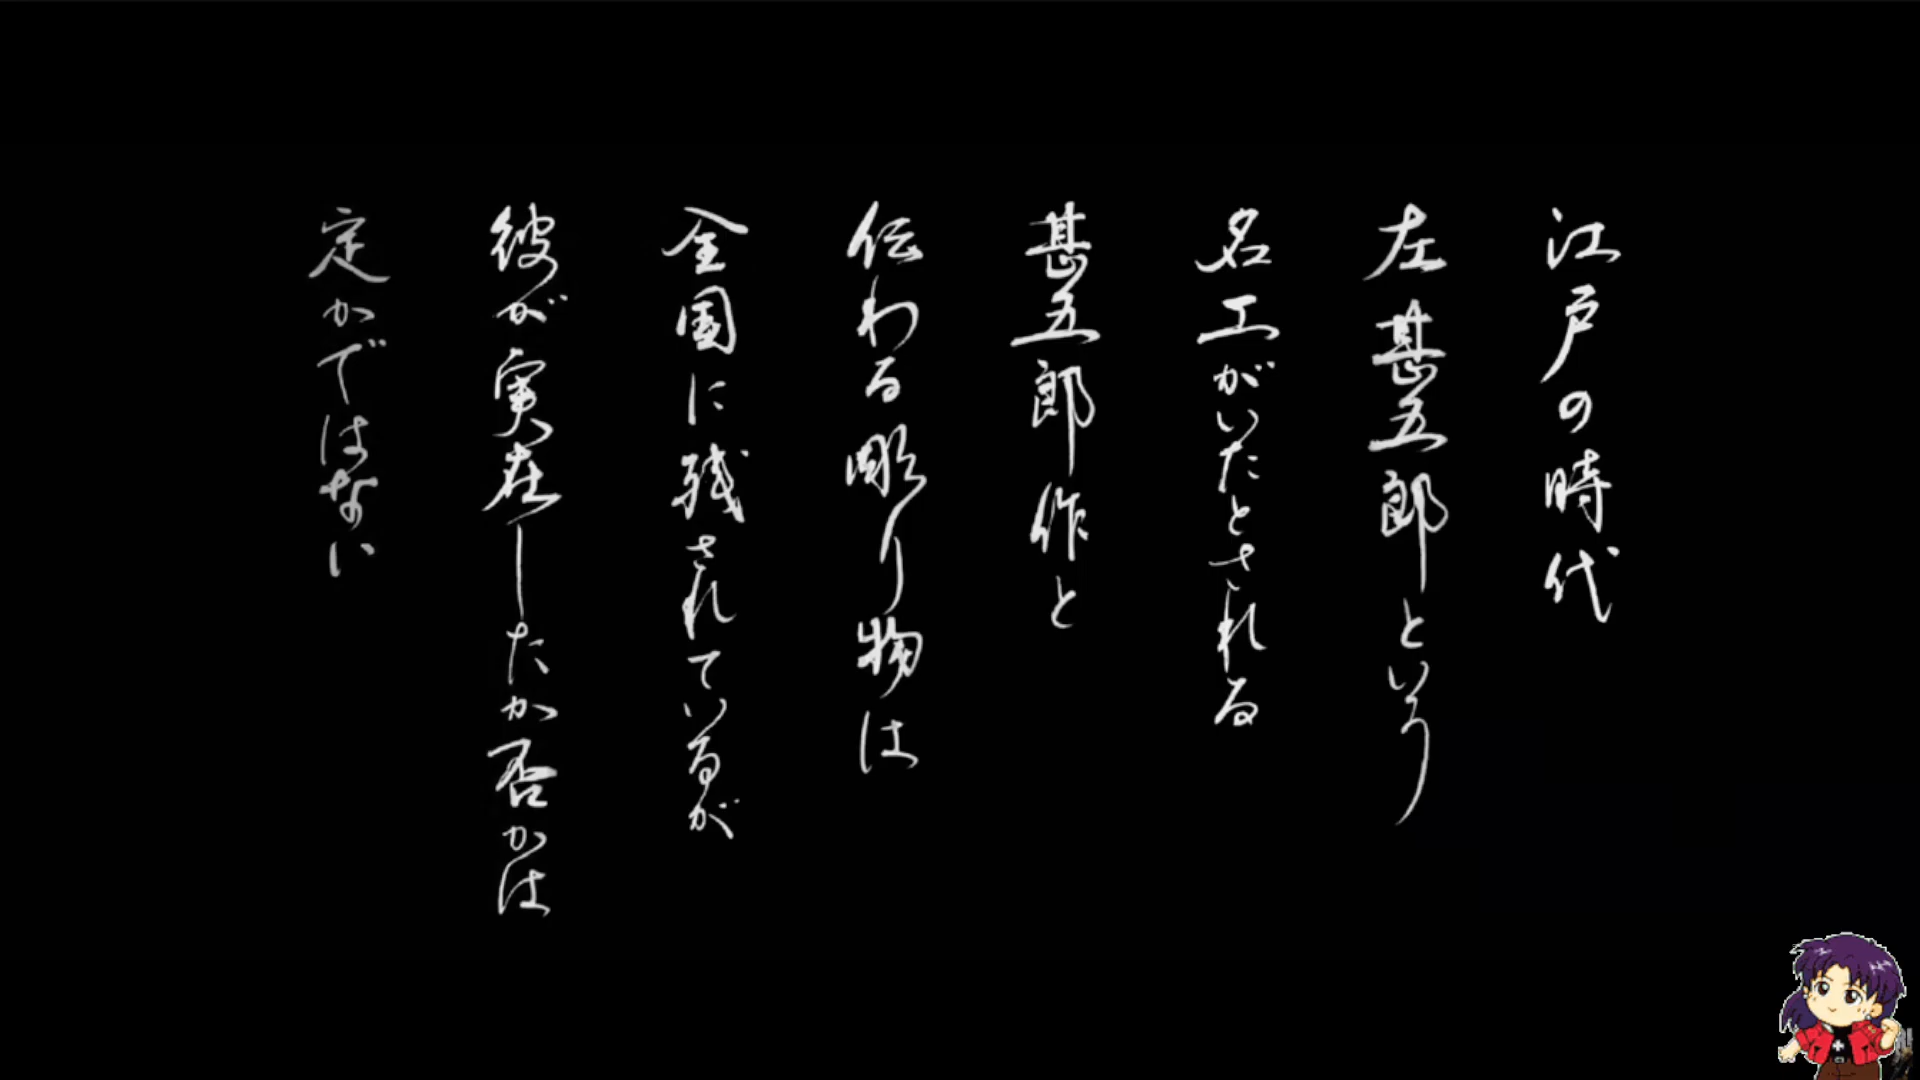 江戸の時代
左甚五郎という
名工がいたとされる
甚五郎作と
伝わる彫り物は
全国に残されているが
彼が実在したか否かは
定かではない